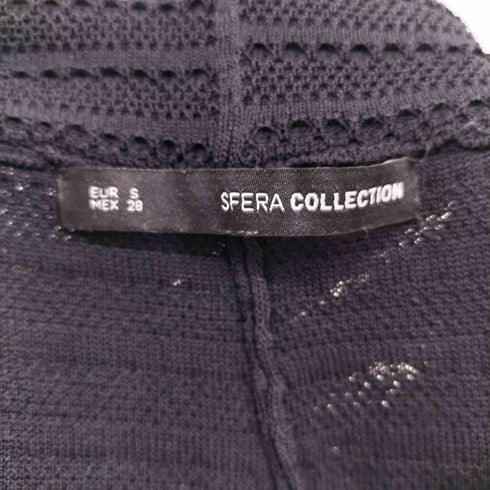 EUR S
MEX 28
SFERA COLLECTION